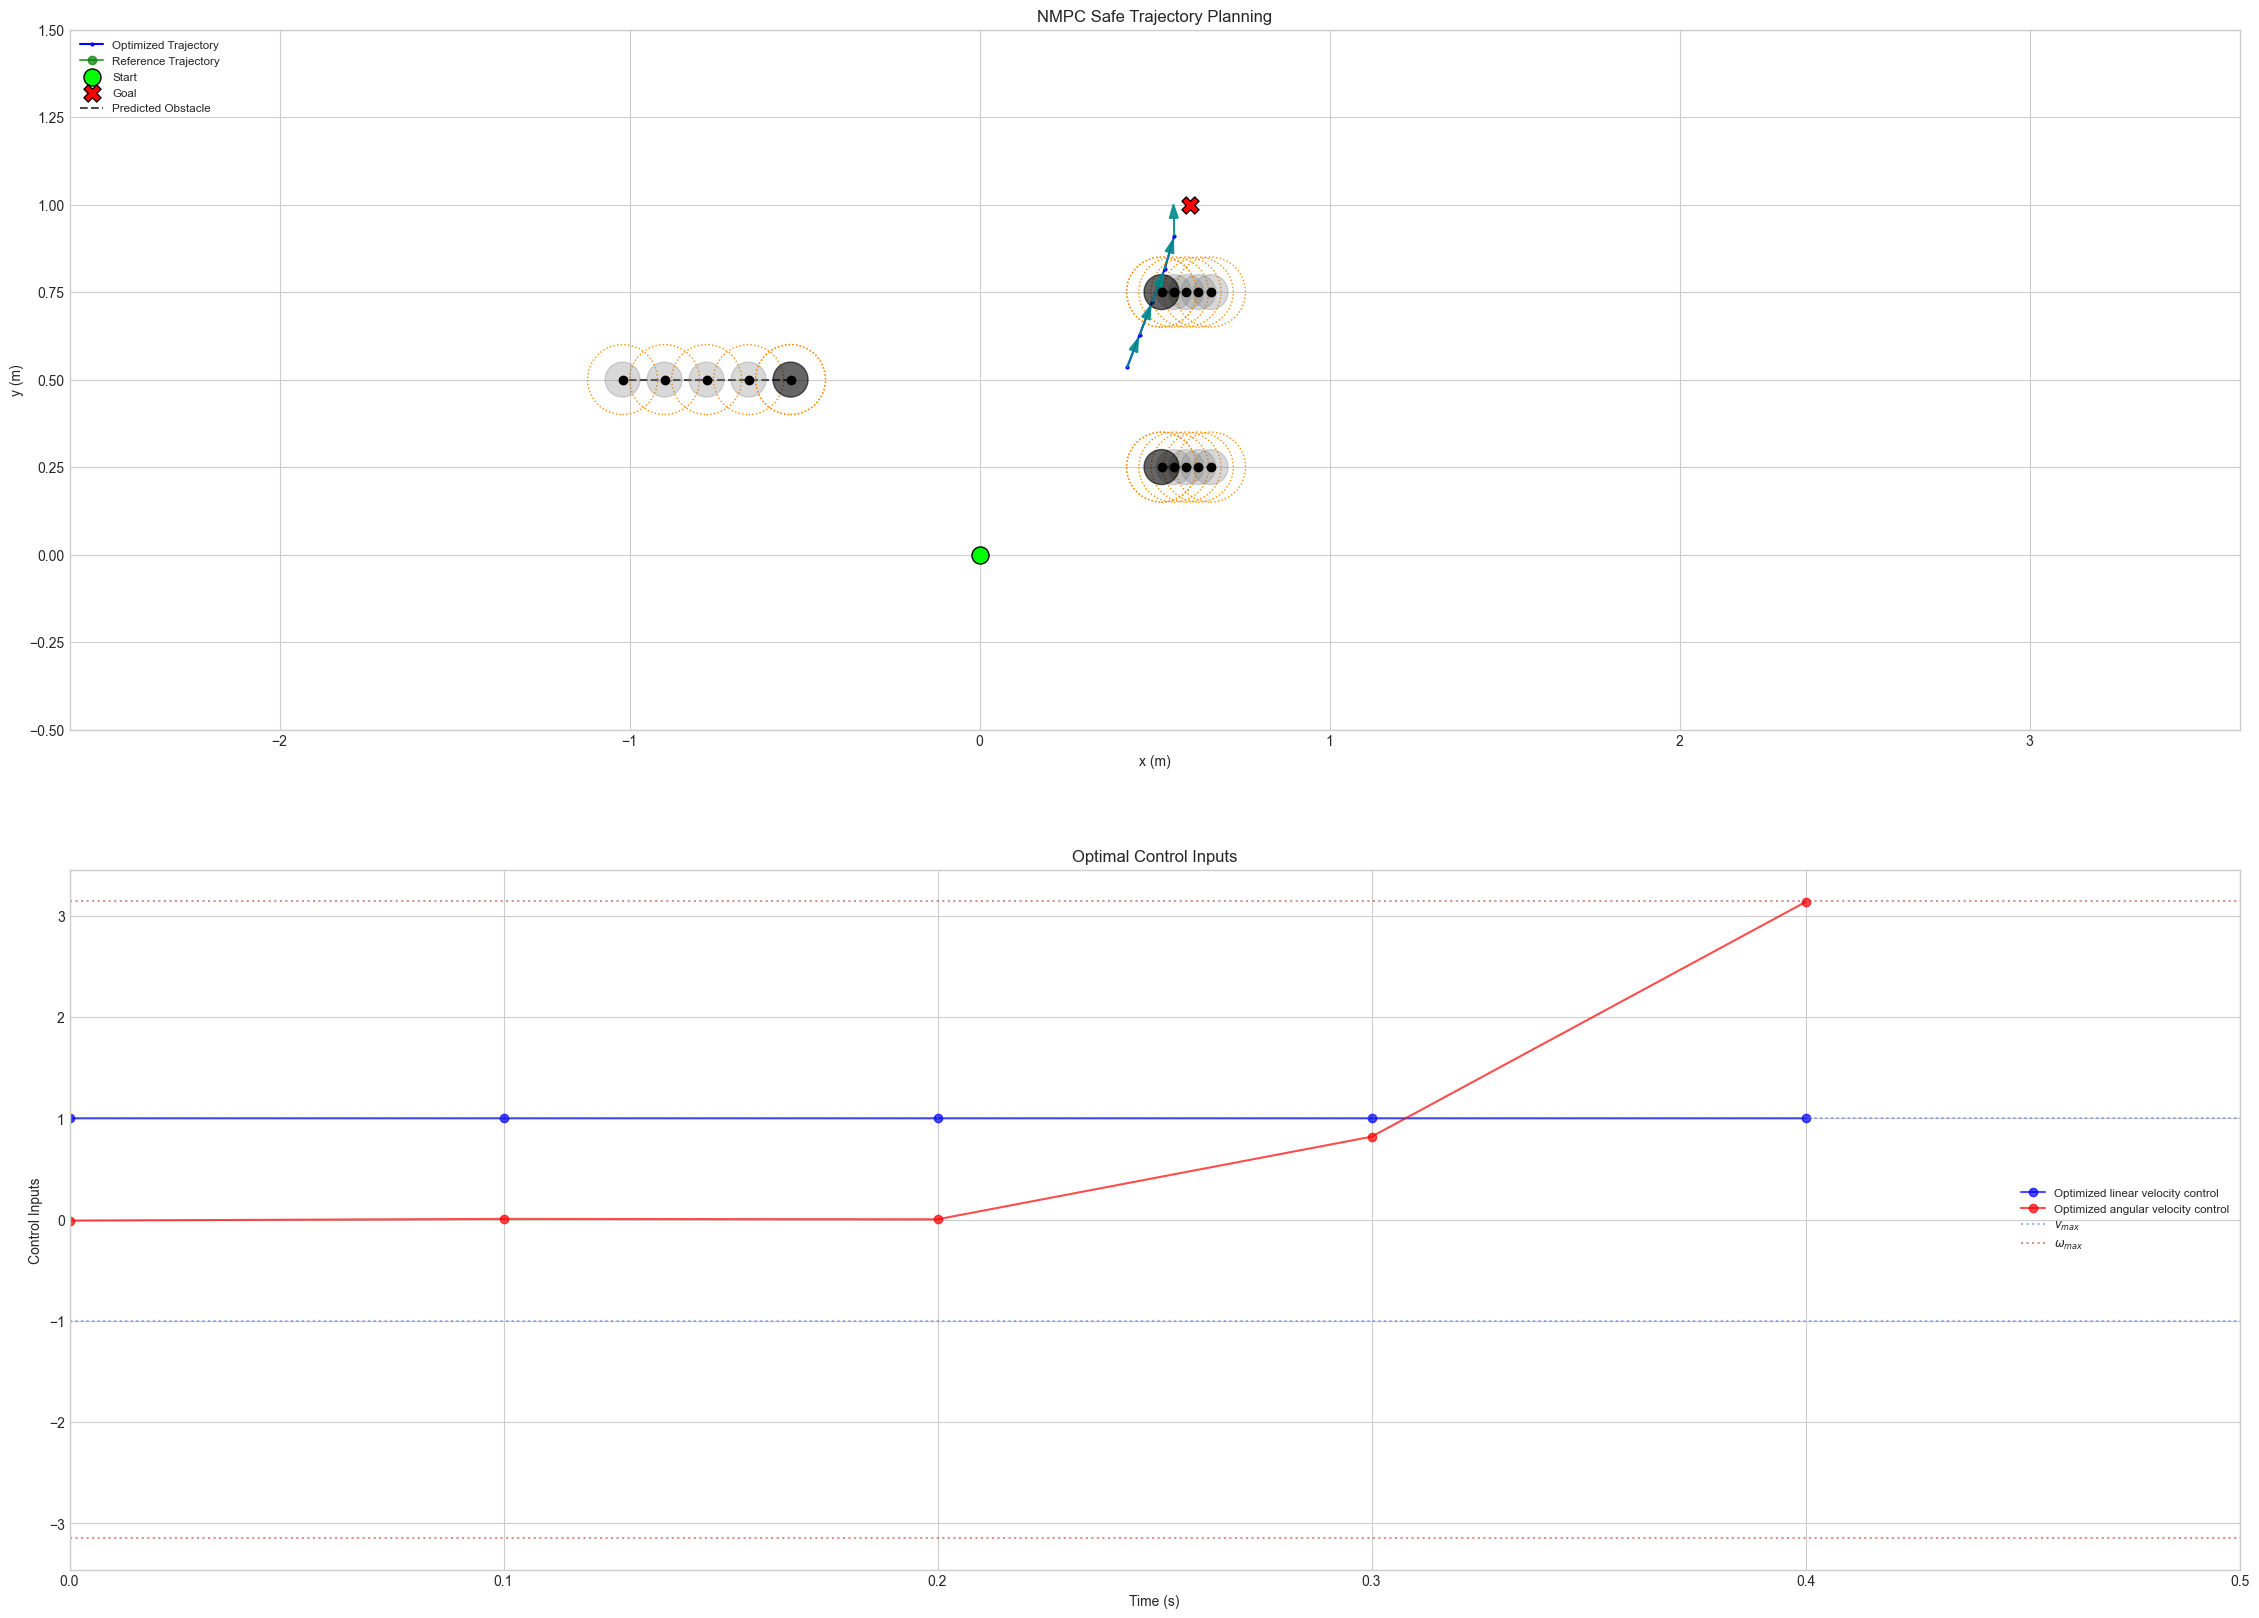 NMPC Safe Trajectory Planning
Optimized Trajectory
Reference Trajectory
Start
Goal
Predicted Obstacle
1.50
1.25
1.00
0.75
0.50
0.25
0.00
−0.25
−0.50
y (m)
−2
−1
0
1
2
3
x (m)
Optimal Control Inputs
3
2
1
0
−1
−2
−3
Control Inputs
Optimized linear velocity control
Optimized angular velocity control
v_max
ω_max
0.0
0.1
0.2
0.3
0.4
0.5
Time (s)